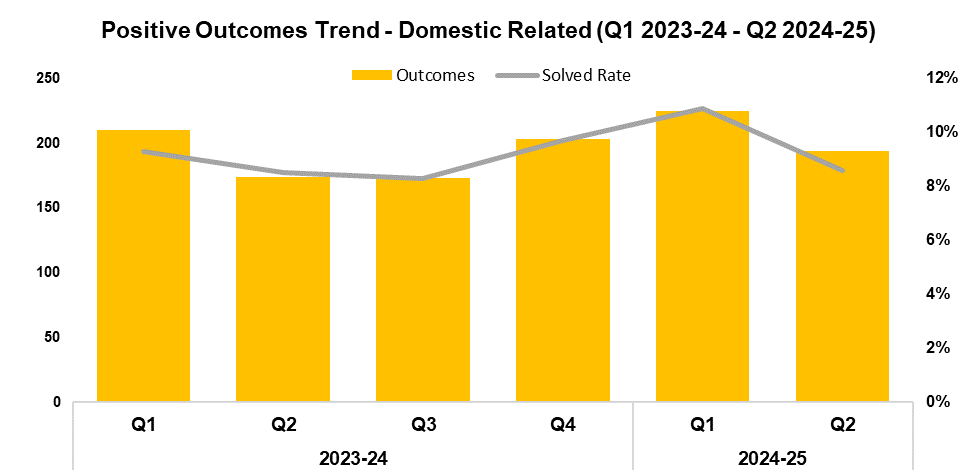 Positive Outcomes Trend - Domestic Related (Q1 2023-24 - Q2 2024-25)
Outcomes Solved Rate
250 12%
200 10%
150 8%
100 6%
50 4%
0 2%
0%
Q1 Q2 Q3 Q4 Q1 Q2
2023-24 2024-25